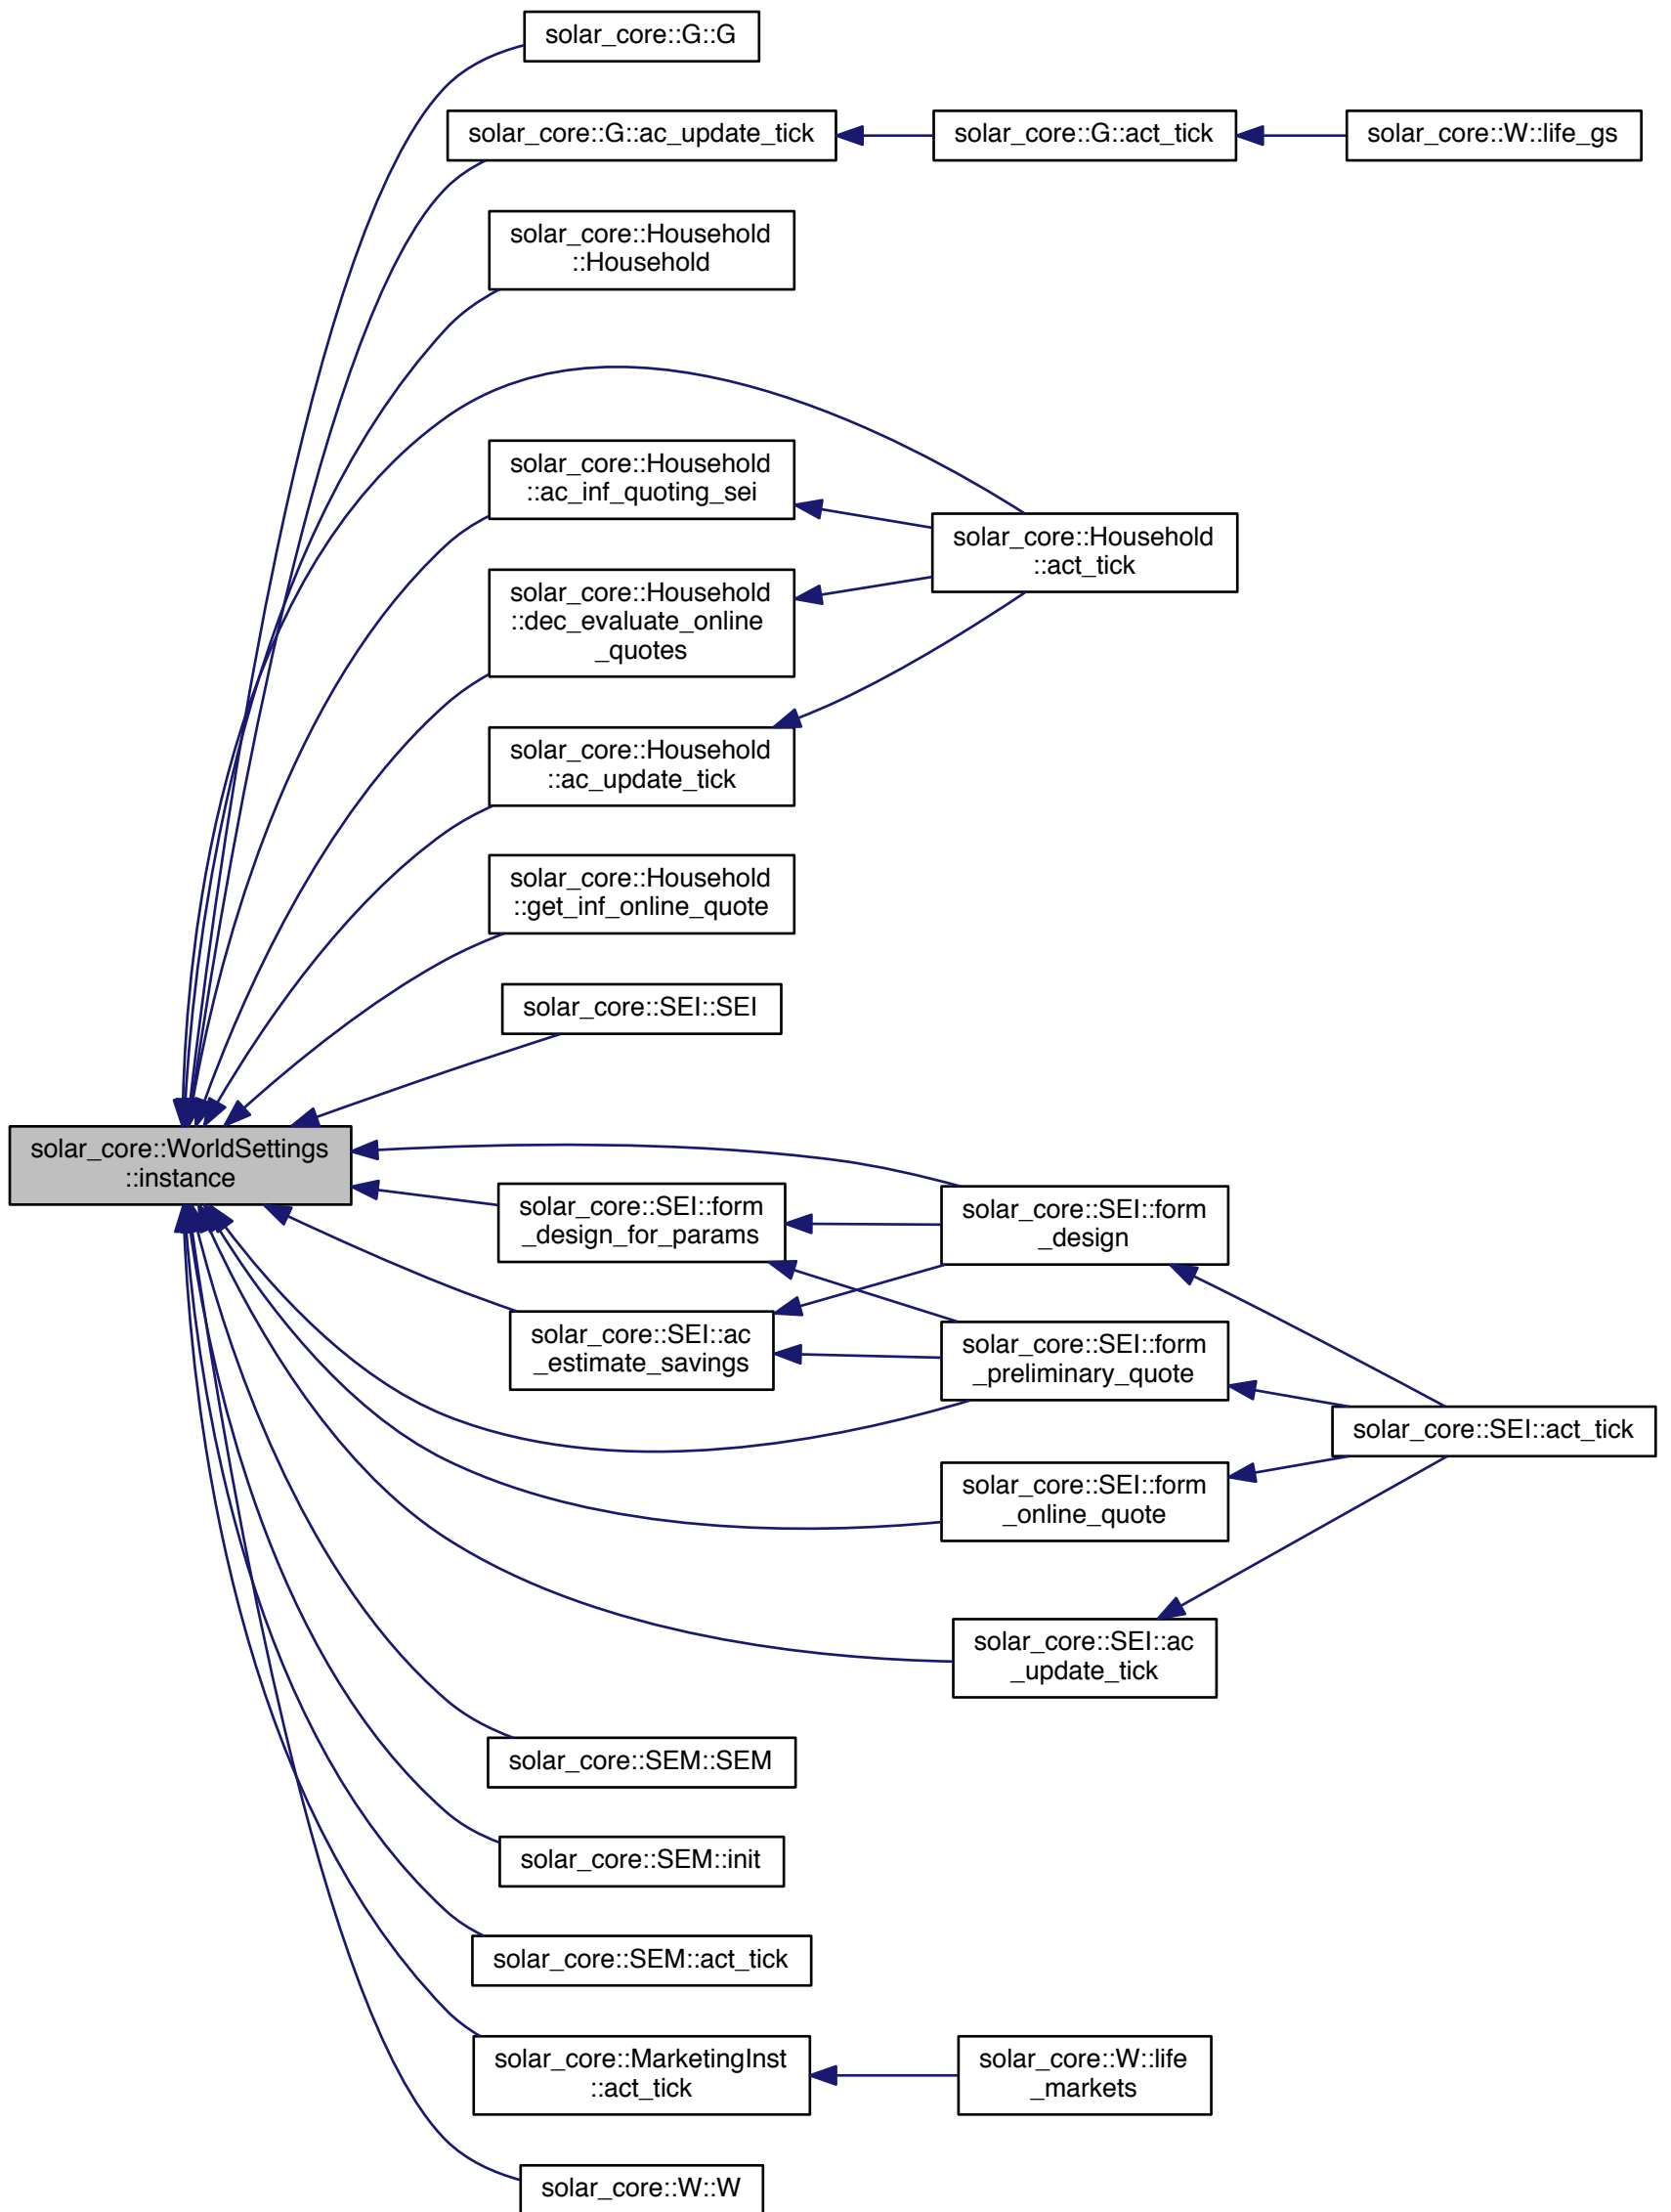 solar_core::G::G
solar_core::G::ac_update_tick
solar_core::G::act_tick
solar_core::W::life_gs
solar_core::Household
::Household
solar_core::Household
::ac_inf_quoting_sei
solar_core::Household
::act_tick
solar_core::Household
::dec_evaluate_online
_quotes
solar_core::Household
::ac_update_tick
solar_core::Household
::get_inf_online_quote
solar_core::SEI::SEI
solar_core::WorldSettings
::instance
solar_core::SEI::form
_design_for_params
solar_core::SEI::form
_design
solar_core::SEI::ac
_estimate_savings
solar_core::SEI::form
_preliminary_quote
solar_core::SEI::act_tick
solar_core::SEI::form
_online_quote
solar_core::SEI::ac
_update_tick
solar_core::SEM::SEM
solar_core::SEM::init
solar_core::SEM::act_tick
solar_core::MarketingInst
::act_tick
solar_core::W::life
_markets
solar_core::W::W